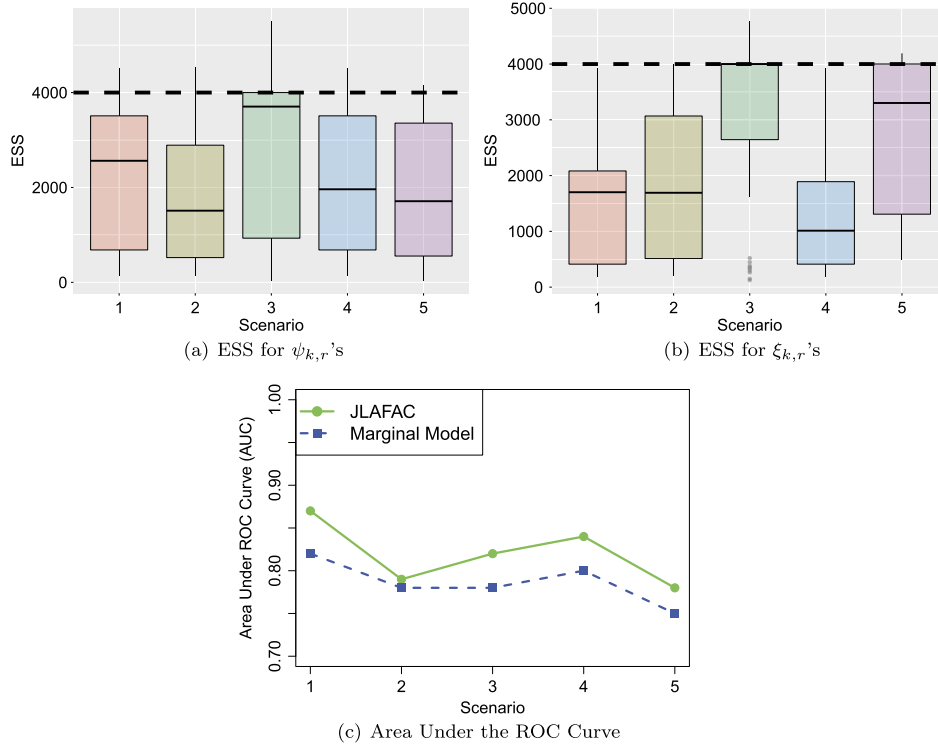 ESS
4000
2000
0
1 2 3 4 5
Scenario
(a) ESS for ψk,r's
ESS
5000
4000
3000
2000
1000
0
1 2 3 4 5
Scenario
(b) ESS for ξk,r's
Area Under ROC Curve (AUC)
1.00
0.90
0.80
0.70
JLAFAC
Marginal Model
1 2 3 4 5
Scenario
(c) Area Under the ROC Curve